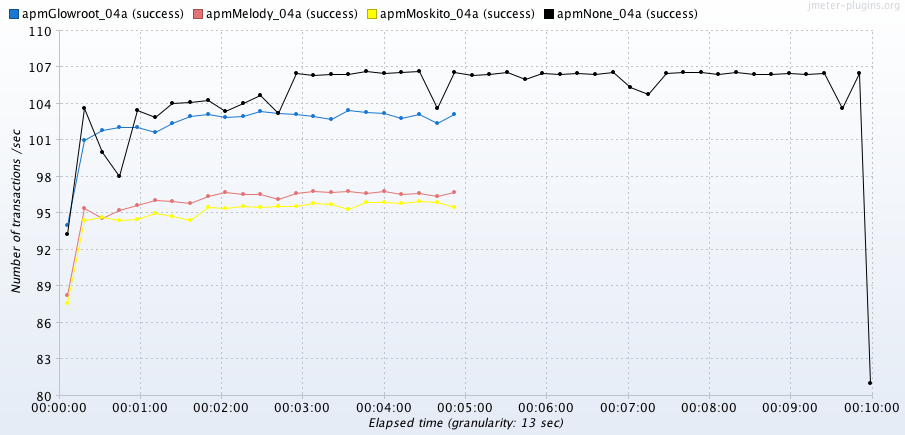 apmGlowroot_04a (success) apmMelody_04a (success) apmMoskito_04a (success) apmNone_04a (success)
jmeter-plugins.org
Number of transactions /sec
110
107
104
101
98
95
92
89
86
83
80
00:00:00 00:01:00 00:02:00 00:03:00 00:04:00 00:05:00 00:06:00 00:07:00 00:08:00 00:09:00 00:10:00
Elapsed time (granularity: 13 sec)